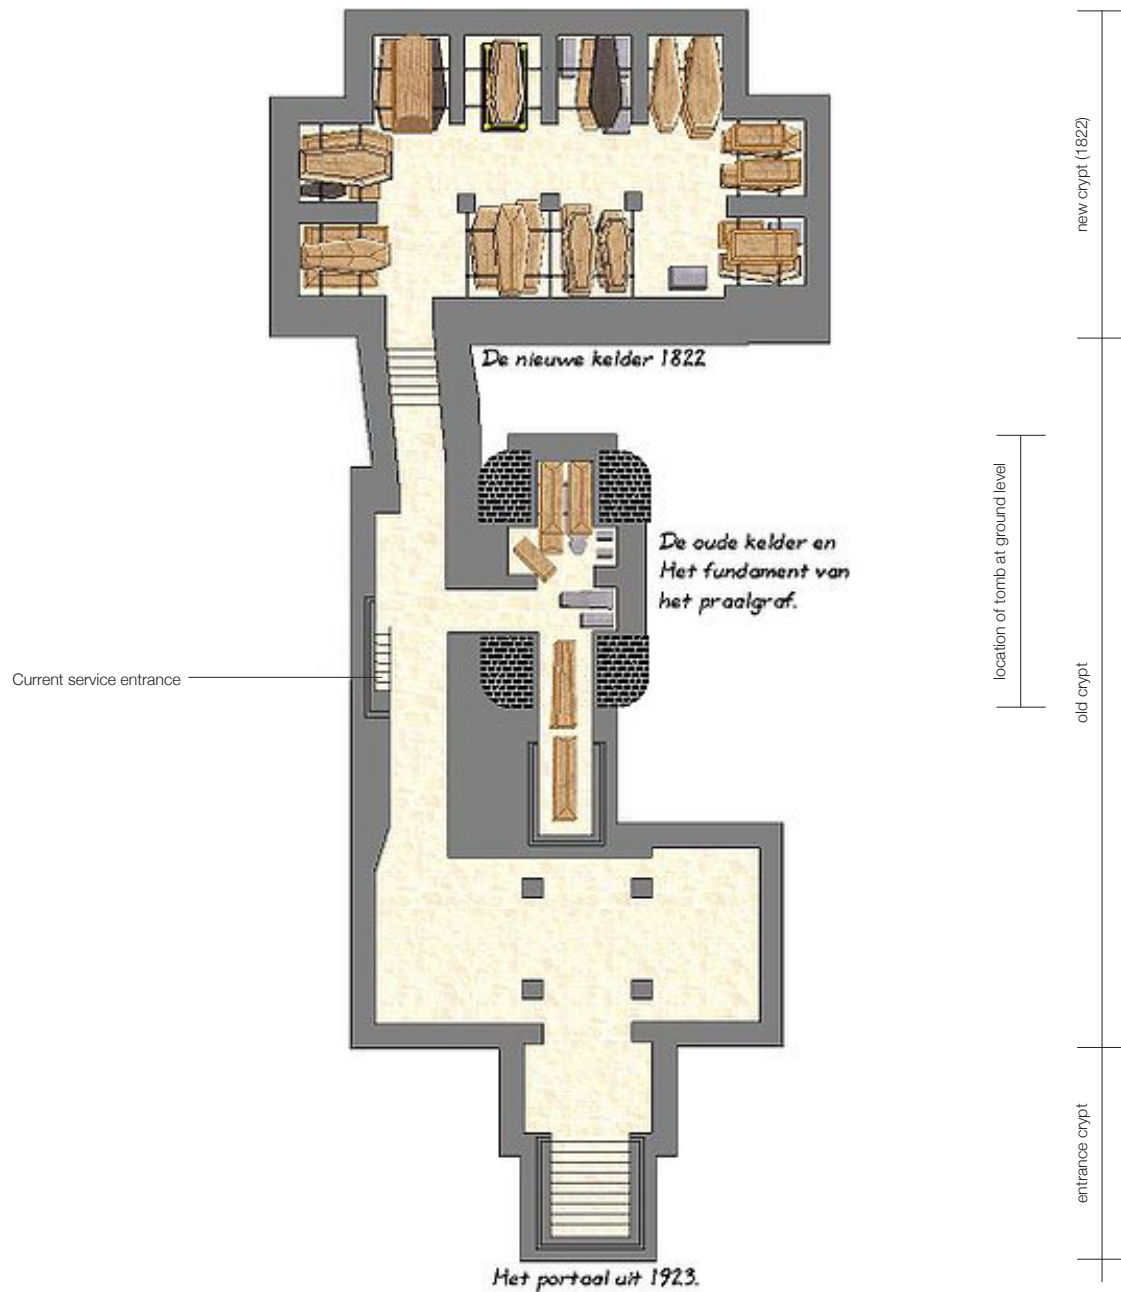 new crypt (1822)
De nieuwe kelder 1822
location of tomb at ground level
De oude kelder en
Het fundament van
het praalgraf.
Current service entrance
old crypt
entrance crypt
Het portaal uit 1923.